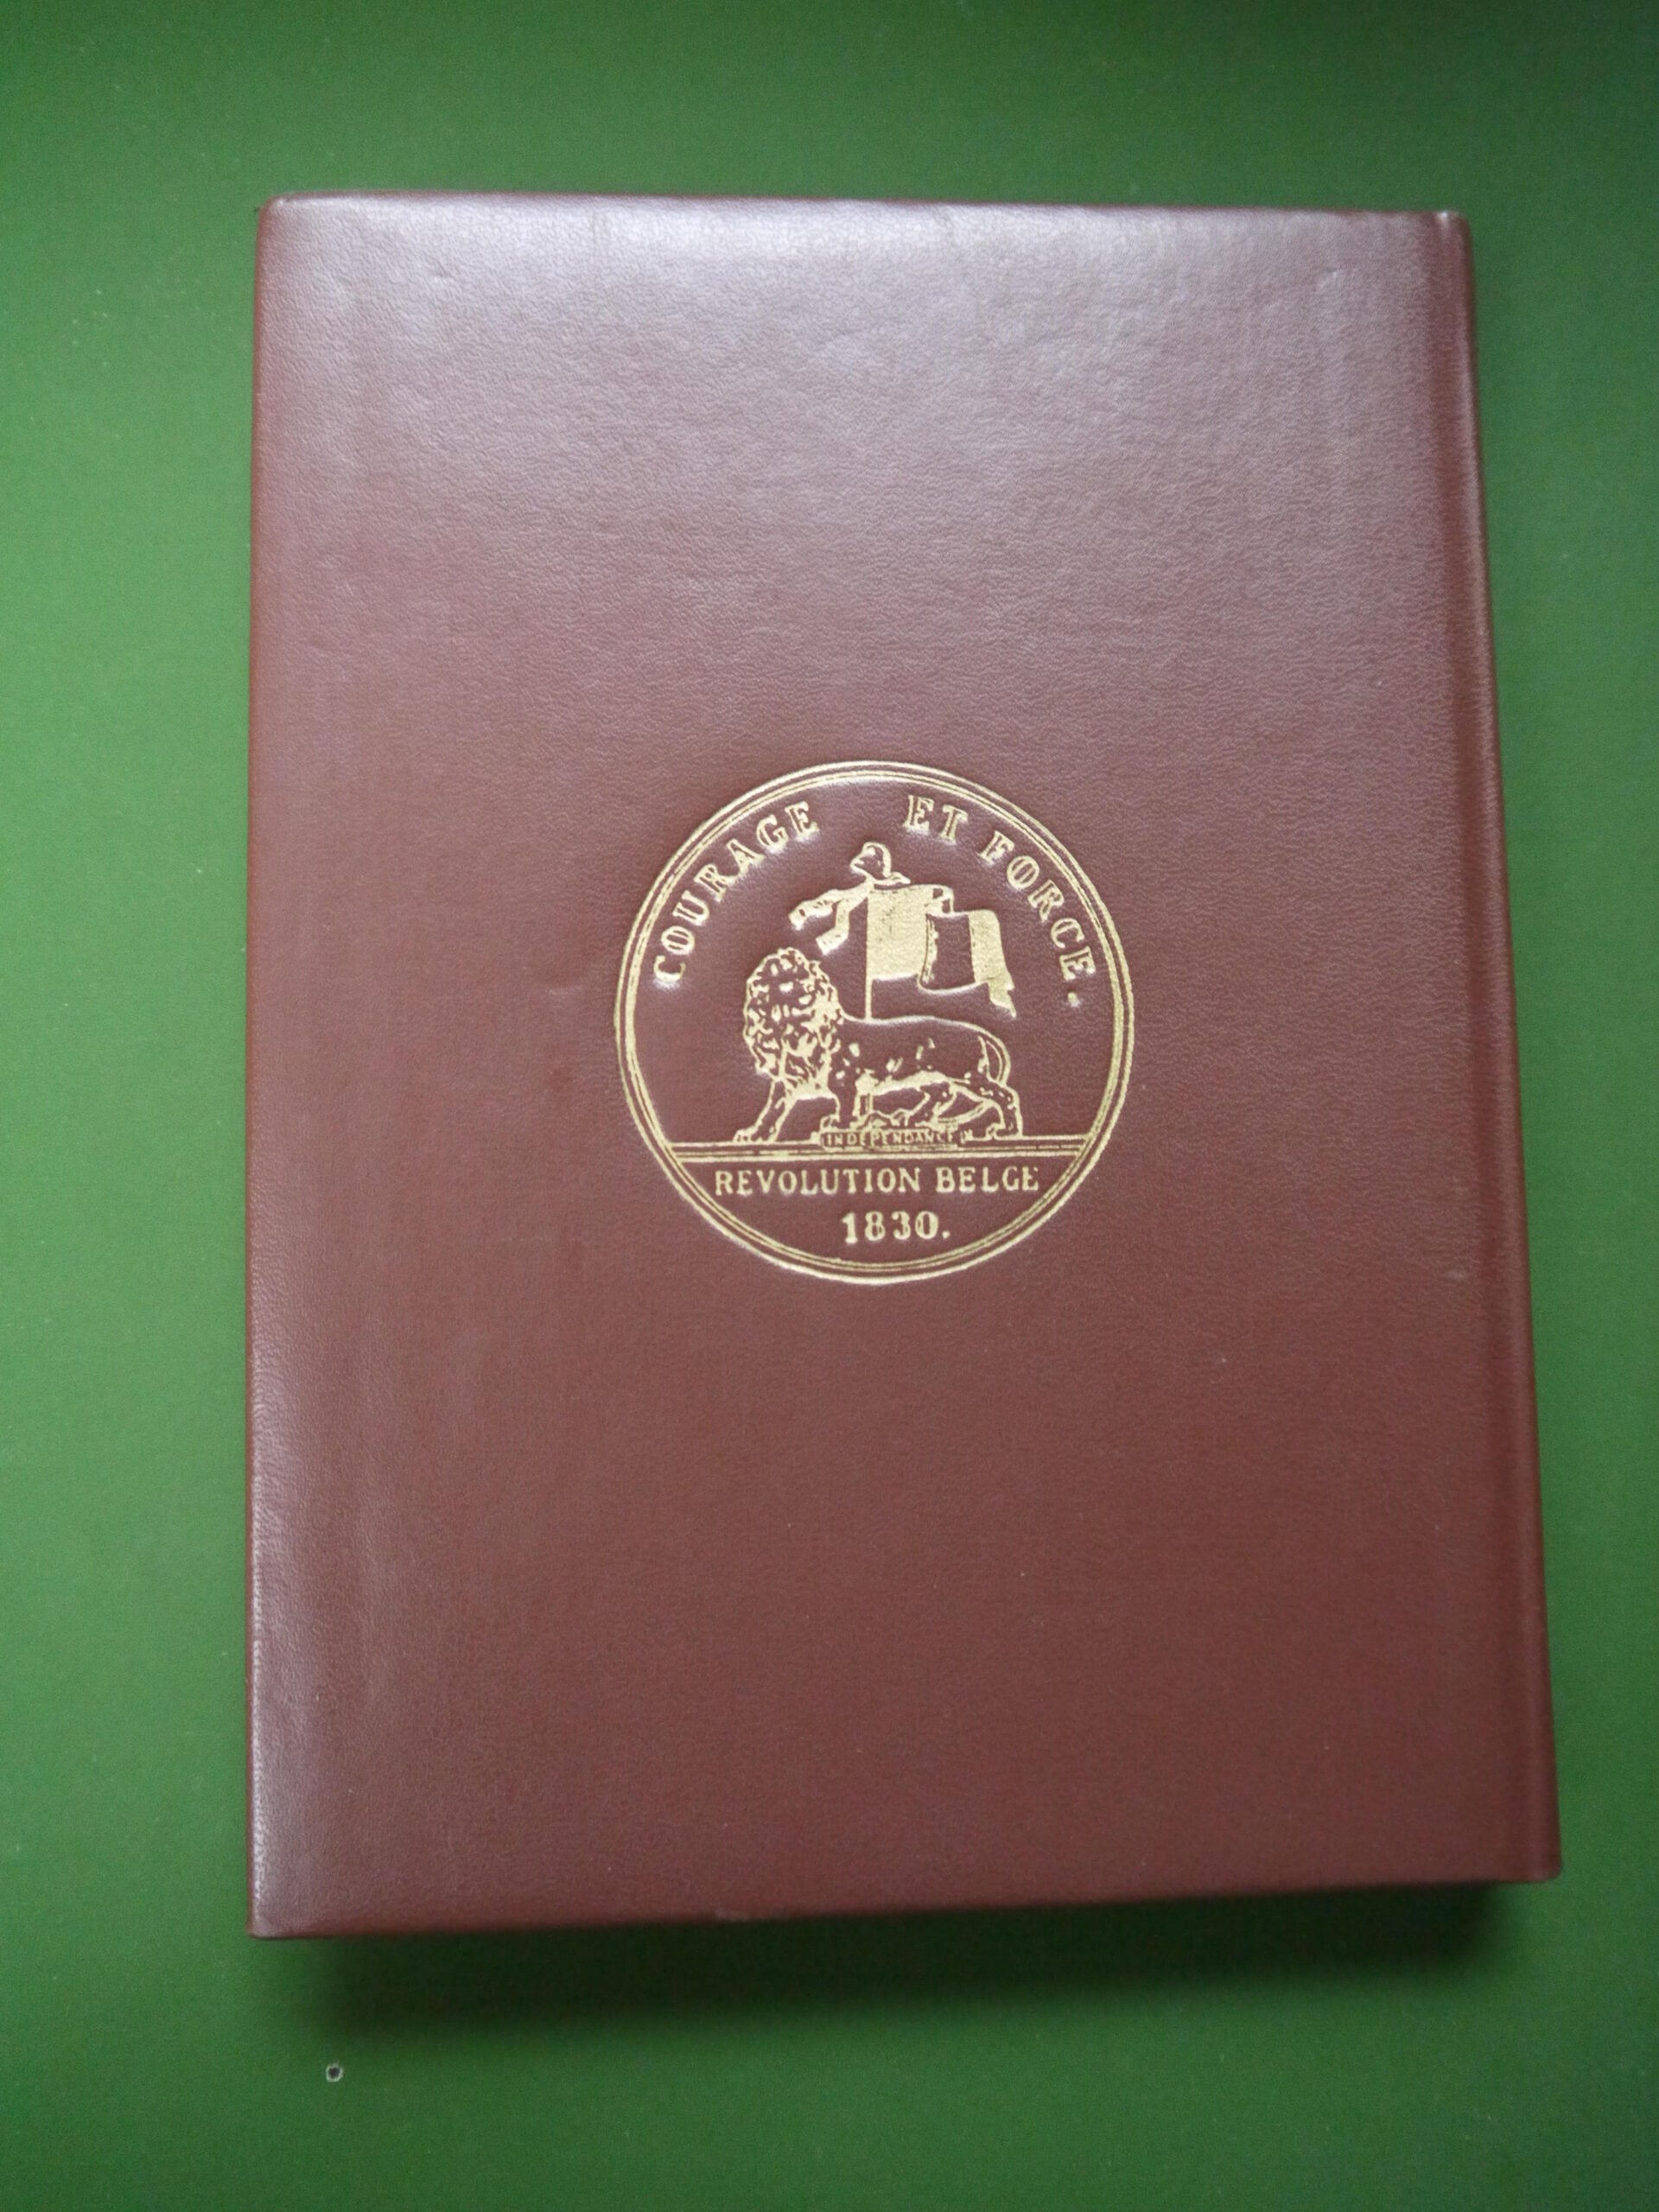 COURAGE ET FORCE.
INDEPENDANCE
REVOLUTION BELGE
1830.